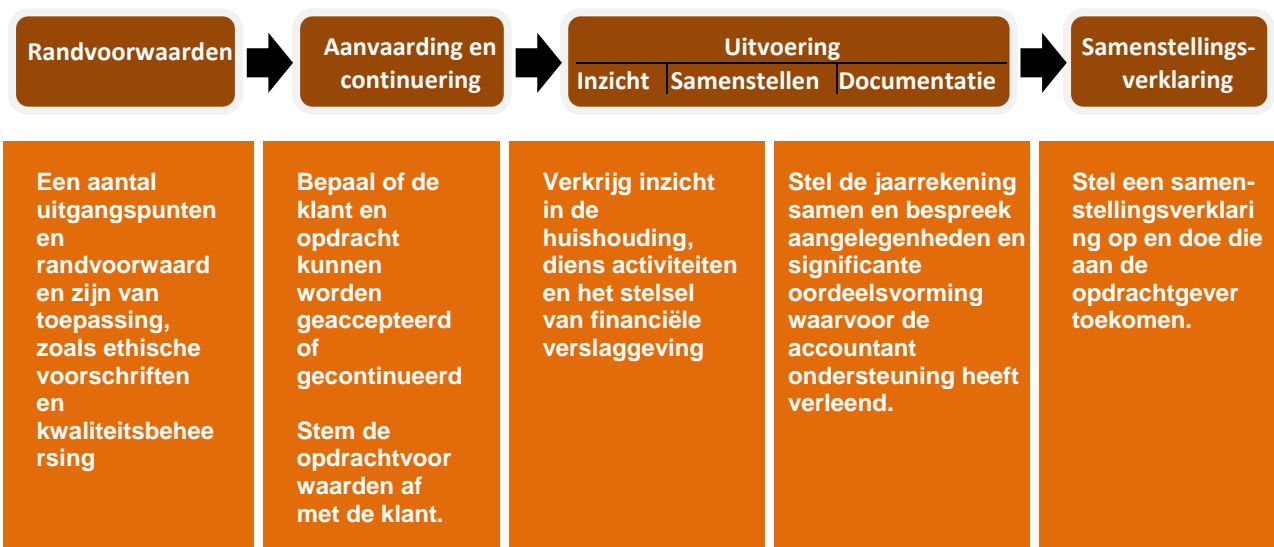 Randvoorwaarden
Aanvaarding en
continuering
Uitvoering
Inzicht
Samenstellen
Documentatie
Samenstellings-
verklaring
Een aantal
uitgangspunten
en
randvoorwaard
en zijn van
toepassing,
zoals ethische
voorschriften
en
kwaliteitsbehee
rsing
Bepaal of de
klant en
opdracht
kunnen
worden
geaccepteerd
of
gecontinueerd
Stem de
opdrachtvoor
waarden af
met de klant.
Verkrijg inzicht
in de
huishouding,
diens activiteiten
en het stelsel
van financiële
verslaggeving
Stel de jaarrekening
samen en bespreek
aangelegenheden en
significante
oordeelsvorming
waarvoor de
accountant
ondersteuning heeft
verleend.
Stel een samen-
stellingsverklari
ng op en doe die
aan de
opdrachtgever
toekomen.